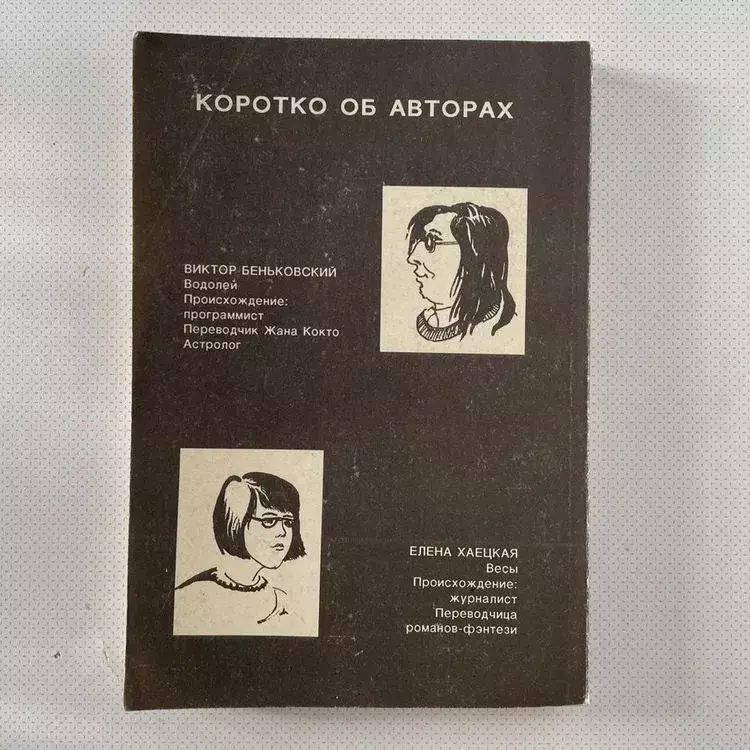 КОРОТКО ОБ АВТОРАХ
ВИКТОР БЕНЬКОВСКИЙ
Водолей
Происхождение:
программист
Переводчик Жана Кокто
Астролог
ЕЛЕНА ХАЕЦКАЯ
Весы
Происхождение:
журналист
Переводчица
романов-фэнтези